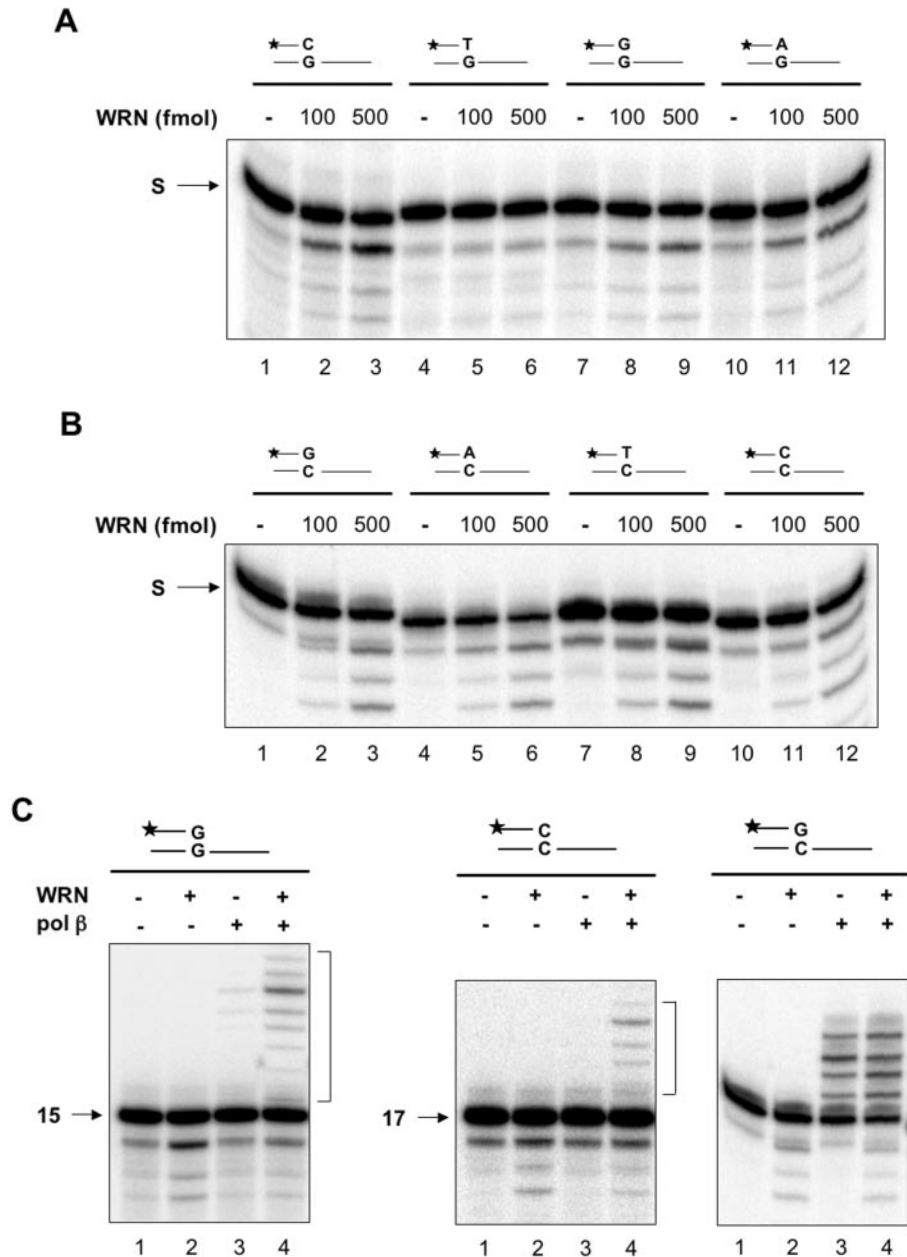 A
C T G A
G G G G
WRN (fmol) - 100 500 - 100 500 - 100 500 - 100 500
S
1 2 3 4 5 6 7 8 9 10 11 12
B
G A T C
C C C C
WRN (fmol) - 100 500 - 100 500 - 100 500 - 100 500
S
1 2 3 4 5 6 7 8 9 10 11 12
C
G C G
G C C
WRN - + - + - + - + - + - +
pol β - - + + - - + + - - + +
15 17
1 2 3 4 1 2 3 4 1 2 3 4